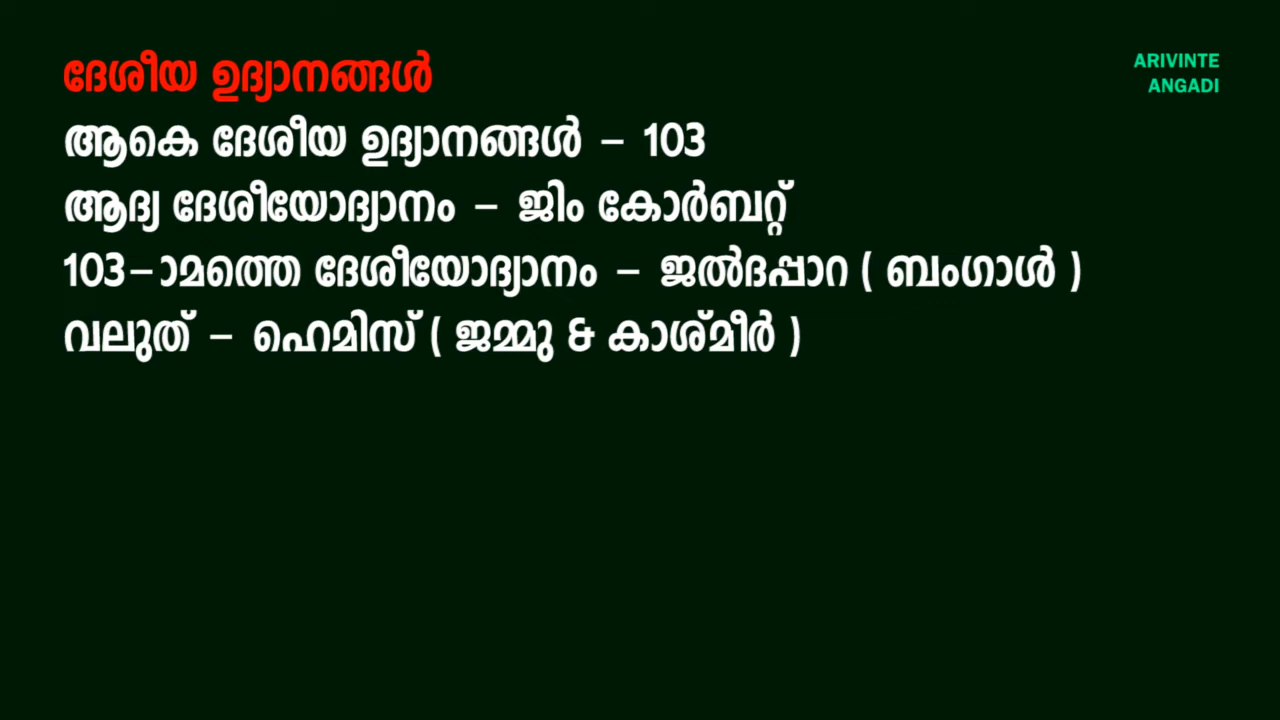 ദേശീയ ഉദ്യാനങ്ങൾ
ARIVINTE
ANGADI
ആകെ ദേശീയ ഉദ്യാനങ്ങൾ - 103
ആദ്യ ദേശീയോദ്യാനം - ജിം കോർബറ്റ്
103-ാമത്തെ ദേശീയോദ്യാനം - ജൽദപ്പാറ ( ബംഗാൾ )
വലുത് - ഹെമിസ് ( ജമ്മു & കാശ്മീർ )